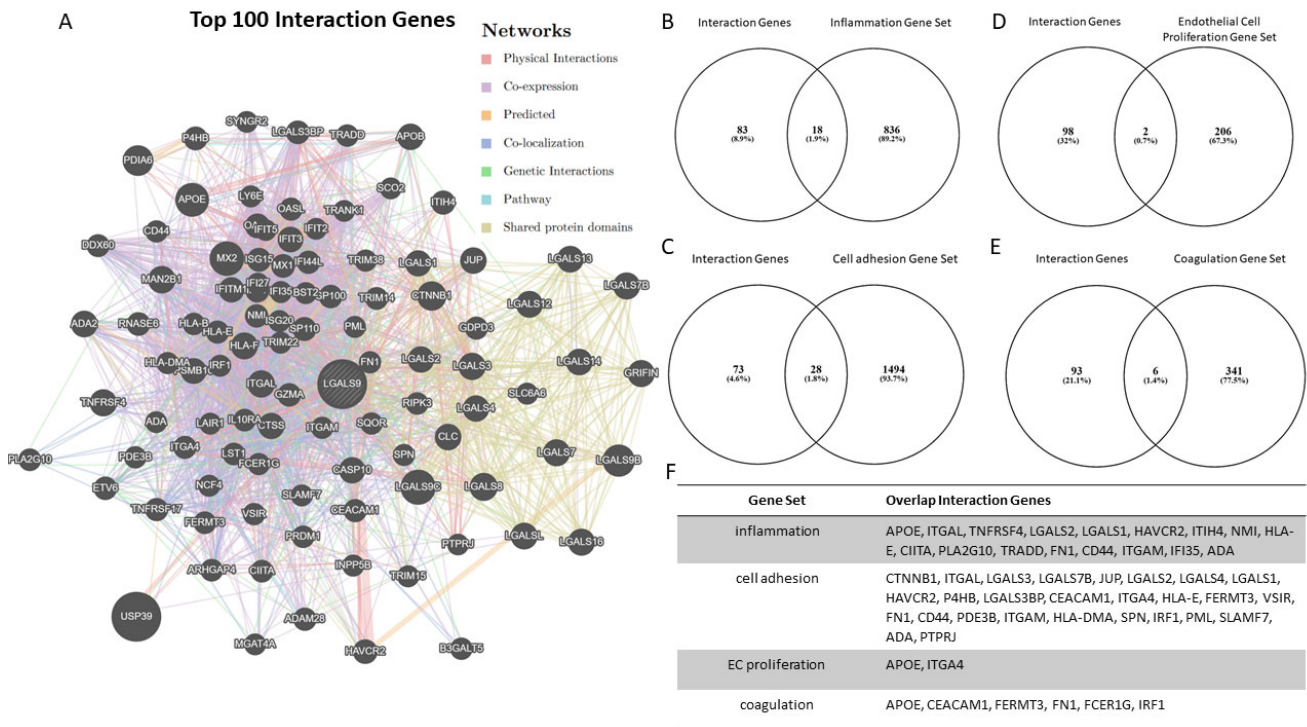 A
Top 100 Interaction Genes
Networks
Physical Interactions
Co-expression
Predicted
Co-localization
Genetic Interactions
Pathway
Shared protein domains
SYNGR2
P4HB
LGALS3BP
TRADD
APOB
PDIA6
APOE
LY6E
OASL
TRANK1
SCO2
ITIH4
CD44
IFIT5
IFIT3
IFIT2
DDX60
MX2
ISG15
MX1
IFI44L
TRIM38
LGALS1
JUP
LGALS13
MAN2B1
IFITM1
IFI27
IFI35
BST2
SP100
TRIM14
CTNNB1
LGALS12
LGALS7B
ADA2
RNASE6
HLA-B
HLA-E
NMI
ISG20
SP110
PML
GDPD3
HLA-F
TRIM22
HLA-DMA
PSMB10
IRF1
FN1
LGALS2
LGALS3
LGALS14
GRIFIN
ITGAL
GZMA
LGALS9
SLC6A6
TNFRSF4
RIPK3
LGALS4
ADA
LAIR1
IL10RA
CTSS
ITGAM
SQOR
CLC
PLA2G10
PDE3B
ITGA4
LST1
FCER1G
SPN
LGALS7
LGALS9B
CASP10
ETV6
NCF4
SLAMF7
LGALS9C
LGALS8
TNFRSF17
FERMT3
VSIR
CEACAM1
PRDM1
PTPRJ
LGALSL
LGALS16
ARHGAP4
CIITA
INPP5B
TRIM15
USP39
ADAM28
MGAT4A
HAVCR2
B3GALT5
B
Interaction Genes
Inflammation Gene Set
83
(8.9%)
18
(1.9%)
836
(89.2%)
D
Interaction Genes
Endothelial Cell
Proliferation Gene Set
98
(32%)
2
(0.7%)
206
(67.3%)
C
Interaction Genes
Cell adhesion Gene Set
73
(4.6%)
28
(1.8%)
1494
(93.7%)
E
Interaction Genes
Coagulation Gene Set
93
(21.1%)
6
(1.4%)
341
(77.5%)
F
Gene Set
Overlap Interaction Genes
inflammation
APOE, ITGAL, TNFRSF4, LGALS2, LGALS1, HAVCR2, ITIH4, NMI, HLA-
E, CIITA, PLA2G10, TRADD, FN1, CD44, ITGAM, IFI35, ADA
cell adhesion
CTNNB1, ITGAL, LGALS3, LGALS7B, JUP, LGALS2, LGALS4, LGALS1,
HAVCR2, P4HB, LGALS3BP, CEACAM1, ITGA4, HLA-E, FERMT3, VSIR,
FN1, CD44, PDE3B, ITGAM, HLA-DMA, SPN, IRF1, PML, SLAMF7,
ADA, PTPRJ
EC proliferation
APOE, ITGA4
coagulation
APOE, CEACAM1, FERMT3, FN1, FCER1G, IRF1